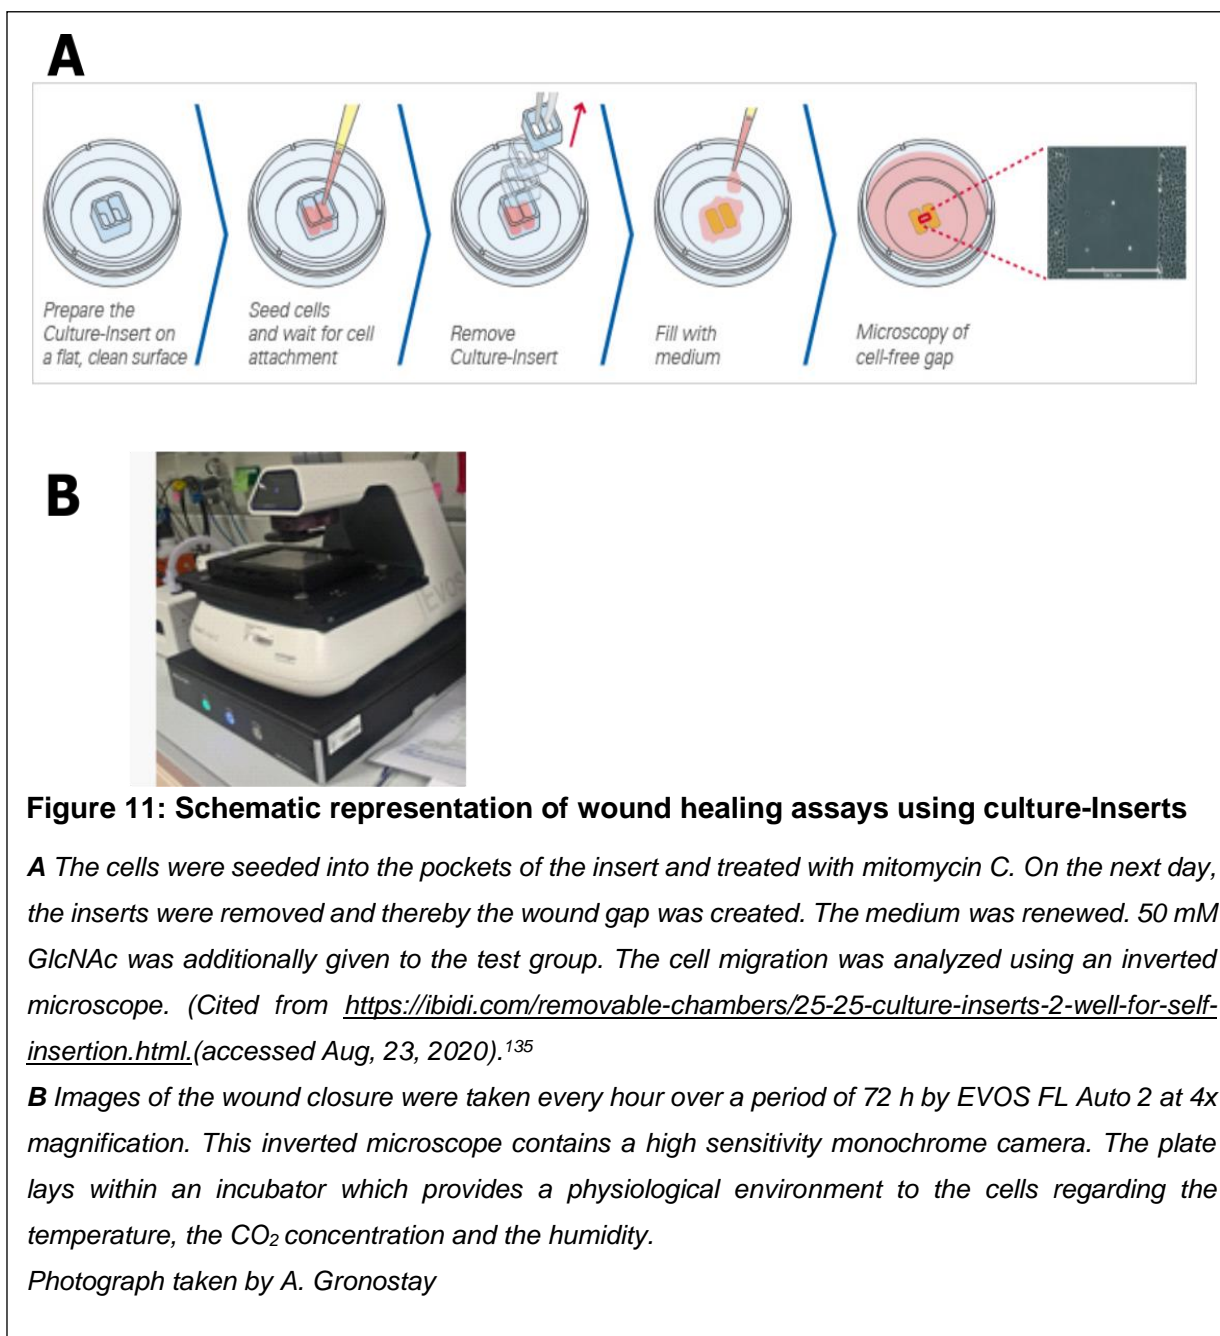 A
Prepare the
Culture-Insert on
a flat, clean surface
Seed cells
and wait for cell
attachment
Remove
Culture-Insert
Fill with
medium
Microscopy of
cell-free gap
B
EVOS
Figure 11: Schematic representation of wound healing assays using culture-Inserts
A The cells were seeded into the pockets of the insert and treated with mitomycin C. On the next day,
the inserts were removed and thereby the wound gap was created. The medium was renewed. 50 mM
GlcNAc was additionally given to the test group. The cell migration was analyzed using an inverted
microscope. (Cited from https://ibidi.com/removable-chambers/25-25-culture-inserts-2-well-for-self-
insertion.html.(accessed Aug, 23, 2020).¹³⁵
B Images of the wound closure were taken every hour over a period of 72 h by EVOS FL Auto 2 at 4x
magnification. This inverted microscope contains a high sensitivity monochrome camera. The plate
lays within an incubator which provides a physiological environment to the cells regarding the
temperature, the CO₂ concentration and the humidity.
Photograph taken by A. Gronostay